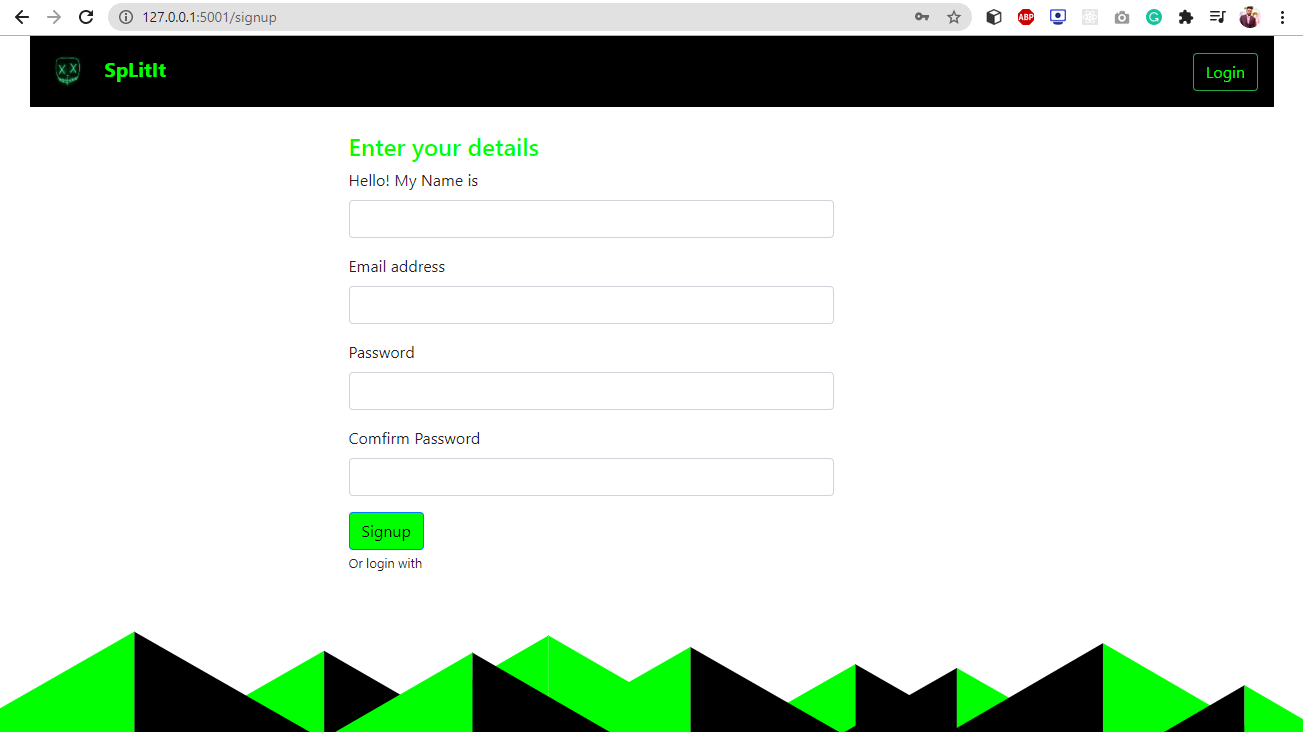 127.0.0.1:5001/signup
ABP
SpLitIt
Login
Enter your details
Hello! My Name is
Email address
Password
Comfirm Password
Signup
Or login with